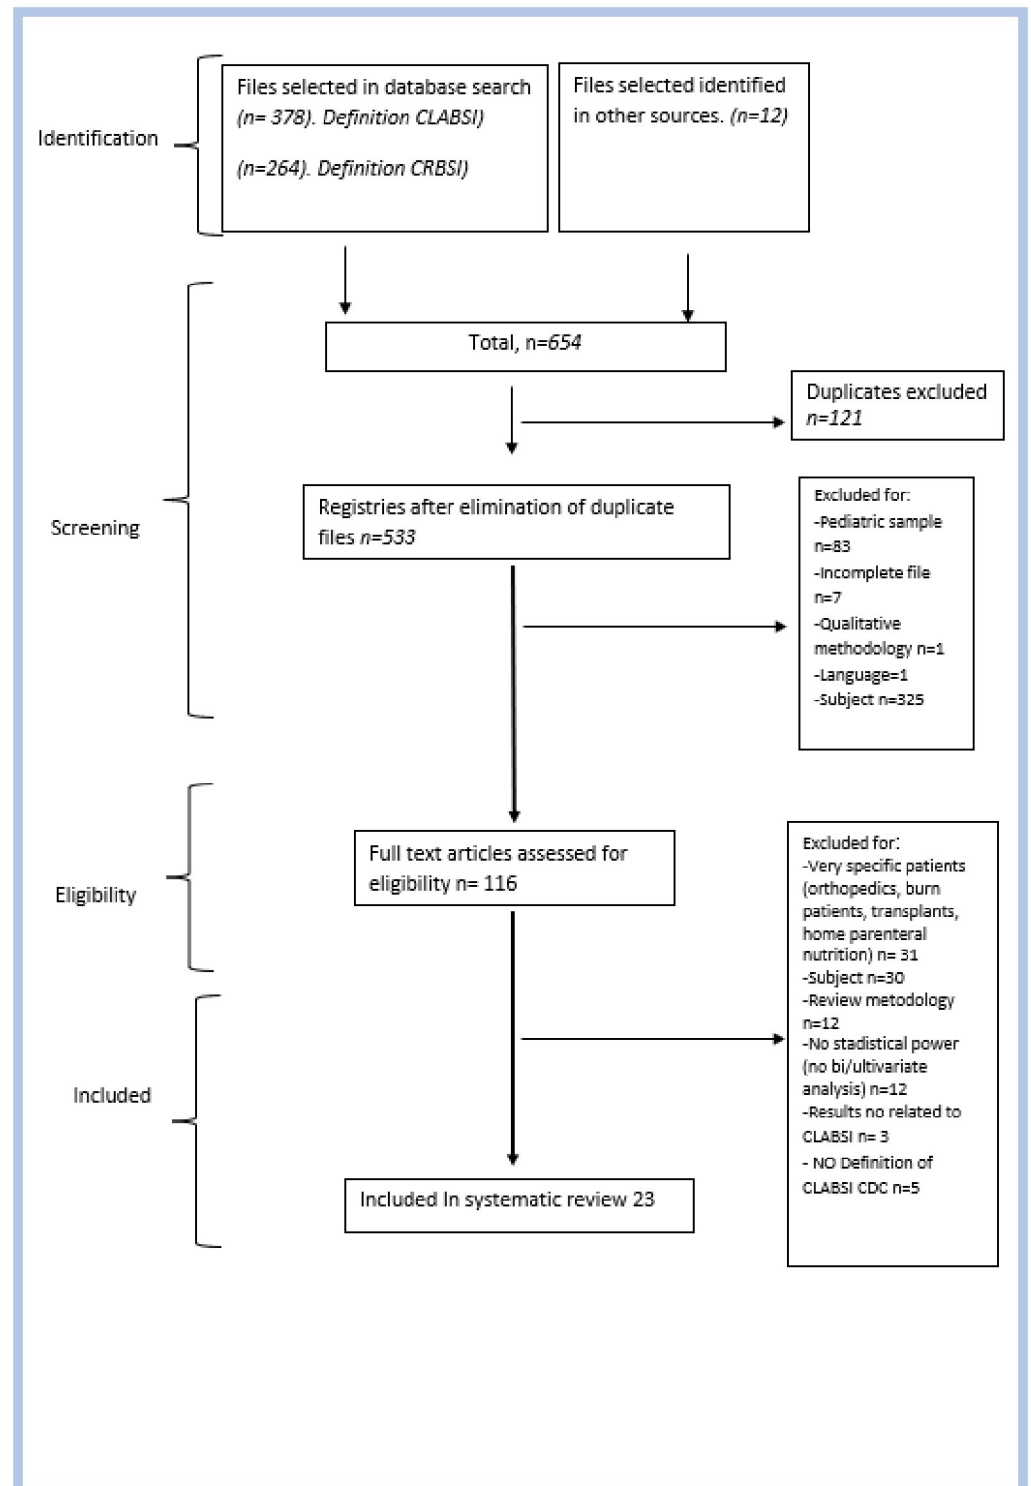 Identification
Files selected in database search
(n= 378). Definition CLABSI)
(n=264). Definition CRBSI)
Files selected identified
in other sources. (n=12)
Total, n=654
Duplicates excluded
n=121
Screening
Registries after elimination of duplicate
files n=533
Excluded for:
-Pediatric sample
n=83
-Incomplete file
n=7
-Qualitative
methodology n=1
-Language=1
-Subject n=325
Eligibility
Full text articles assessed for
eligibility n= 116
Excluded for:
-Very specific patients
(orthopedics, burn
patients, transplants,
home parenteral
nutrition) n= 31
-Subject n=30
-Review metodology
n=12
-No stadistical power
(no bi/ultivariate
analysis) n=12
-Results no related to
CLABSI n= 3
- NO Definition of
CLABSI CDC n=5
Included
Included In systematic review 23